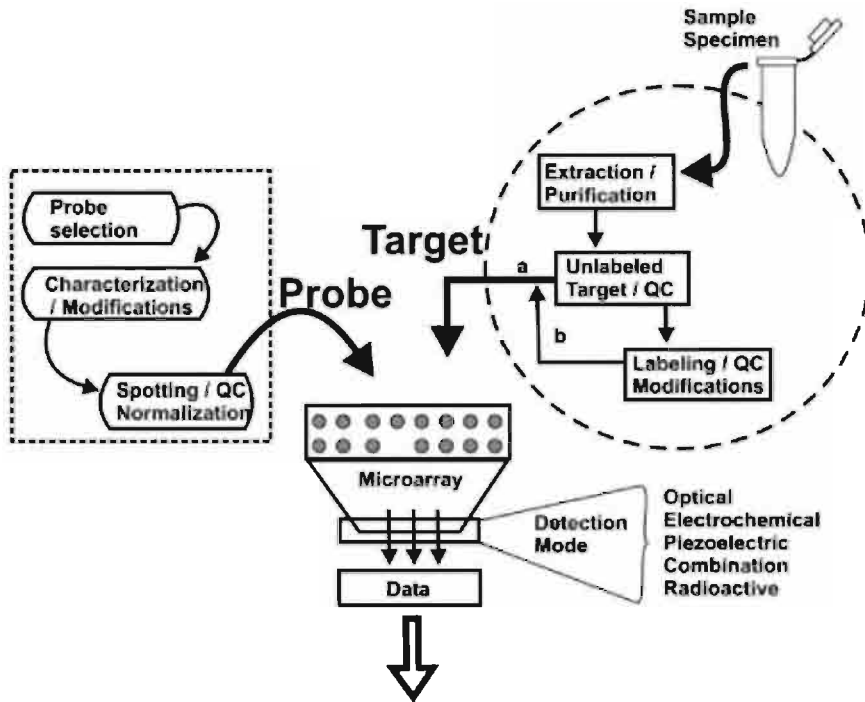 Sample
Specimen
Extraction /
Purification
Probe
selection
Target
a
Unlabeled
Target / QC
Characterization
/ Modifications
Probe
b
Labeling / QC
Modifications
Spotting / QC
Normalization
Microarray
Detection
Mode
Optical
Electrochemical
Piezoelectric
Combination
Radioactive
Data